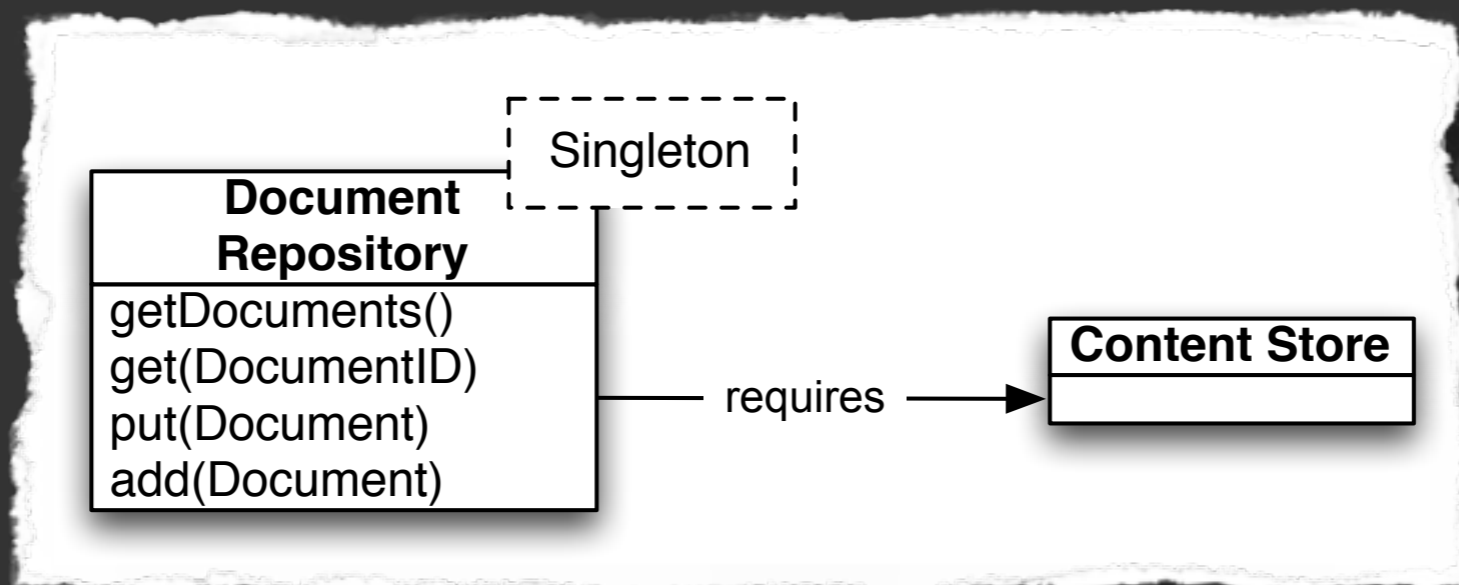 Singleton
Document
Repository
getDocuments()
get(DocumentID)
put(Document)
add(Document)
requires
Content Store